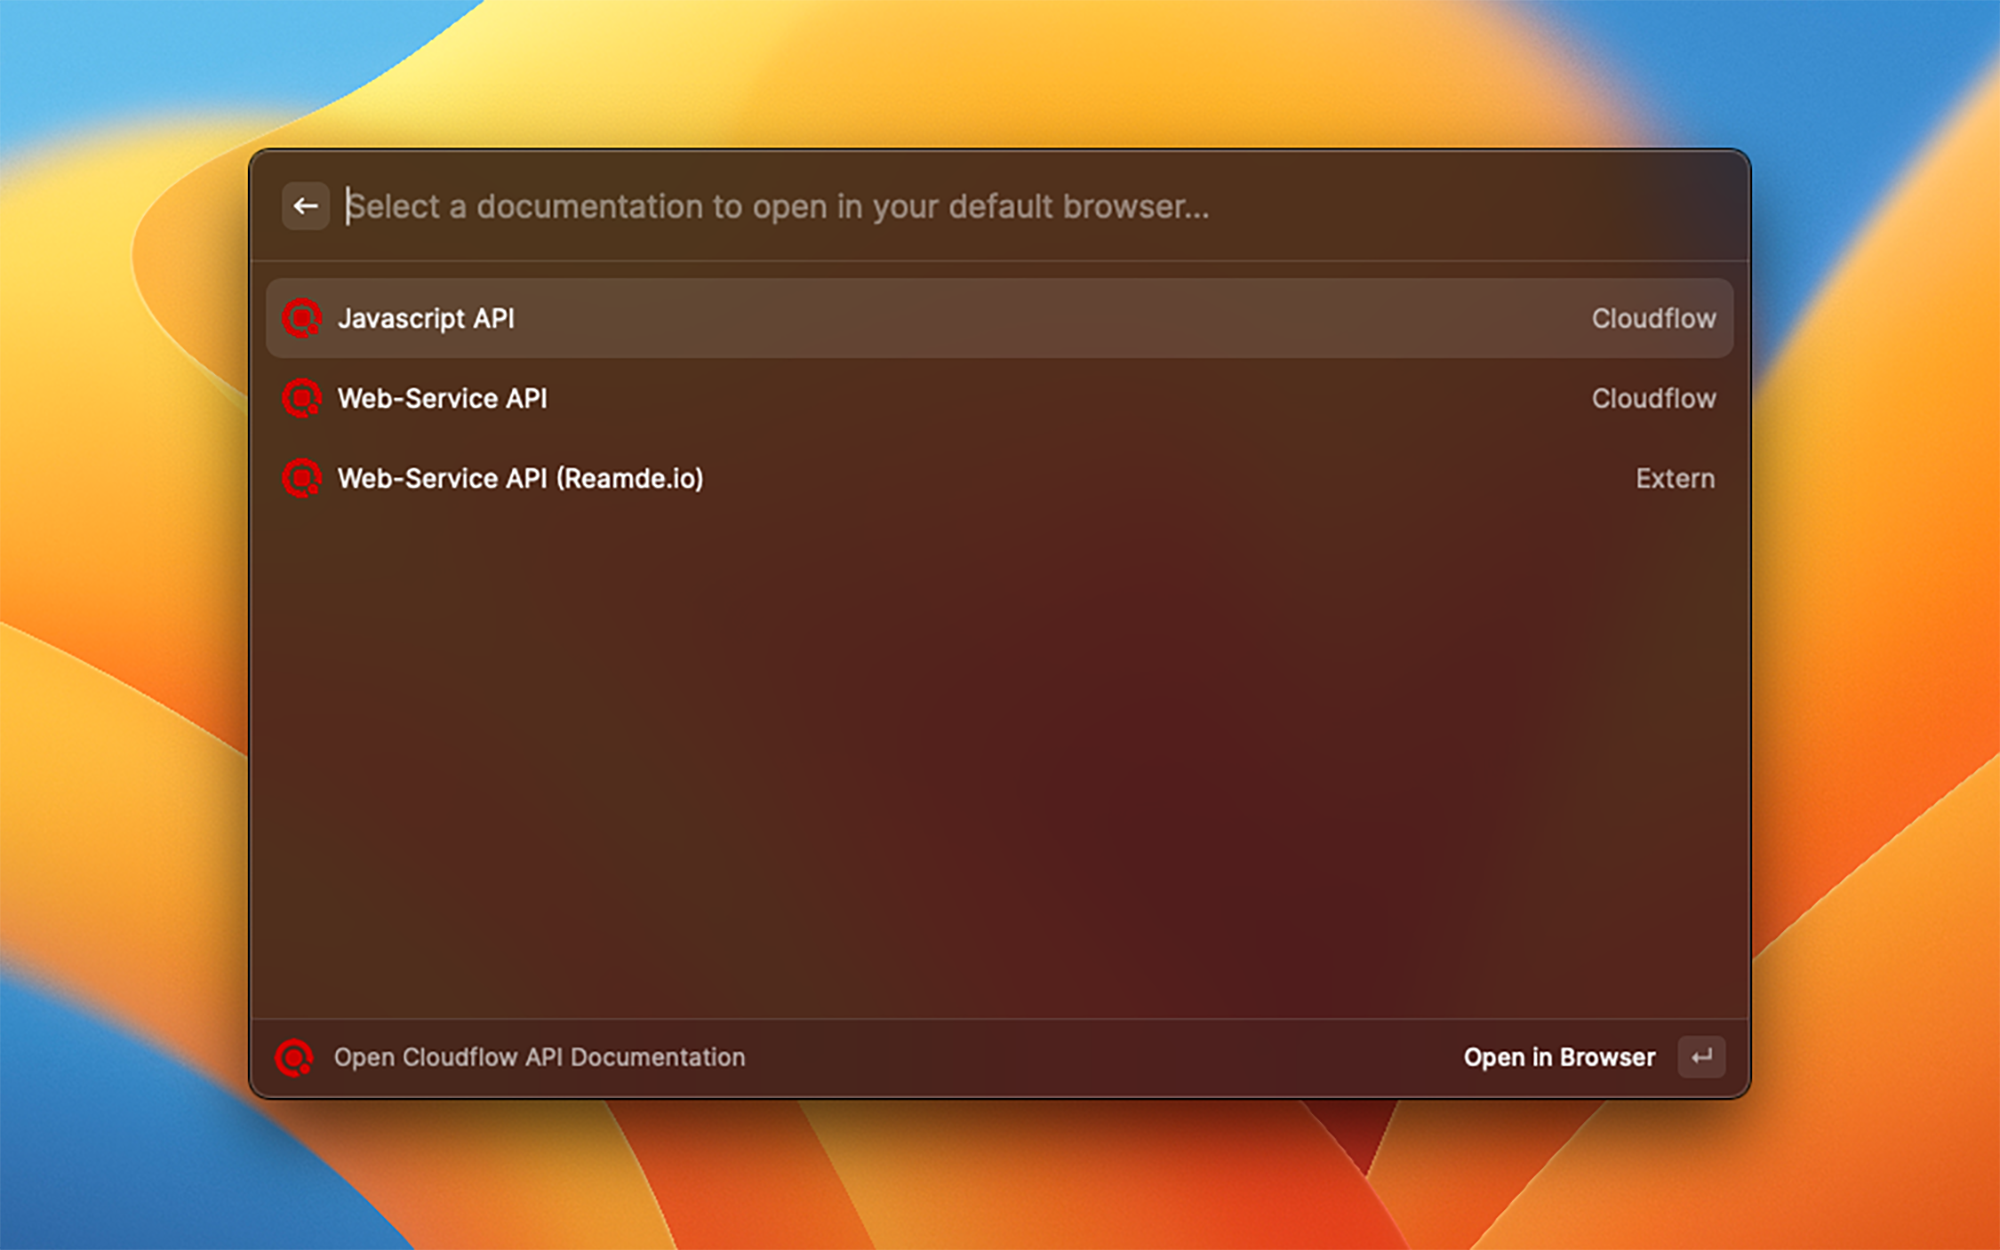 Select a documentation to open in your default browser...
Javascript API Cloudflow
Web-Service API Cloudflow
Web-Service API (Reamde.io) Extern
Open Cloudflow API Documentation Open in Browser